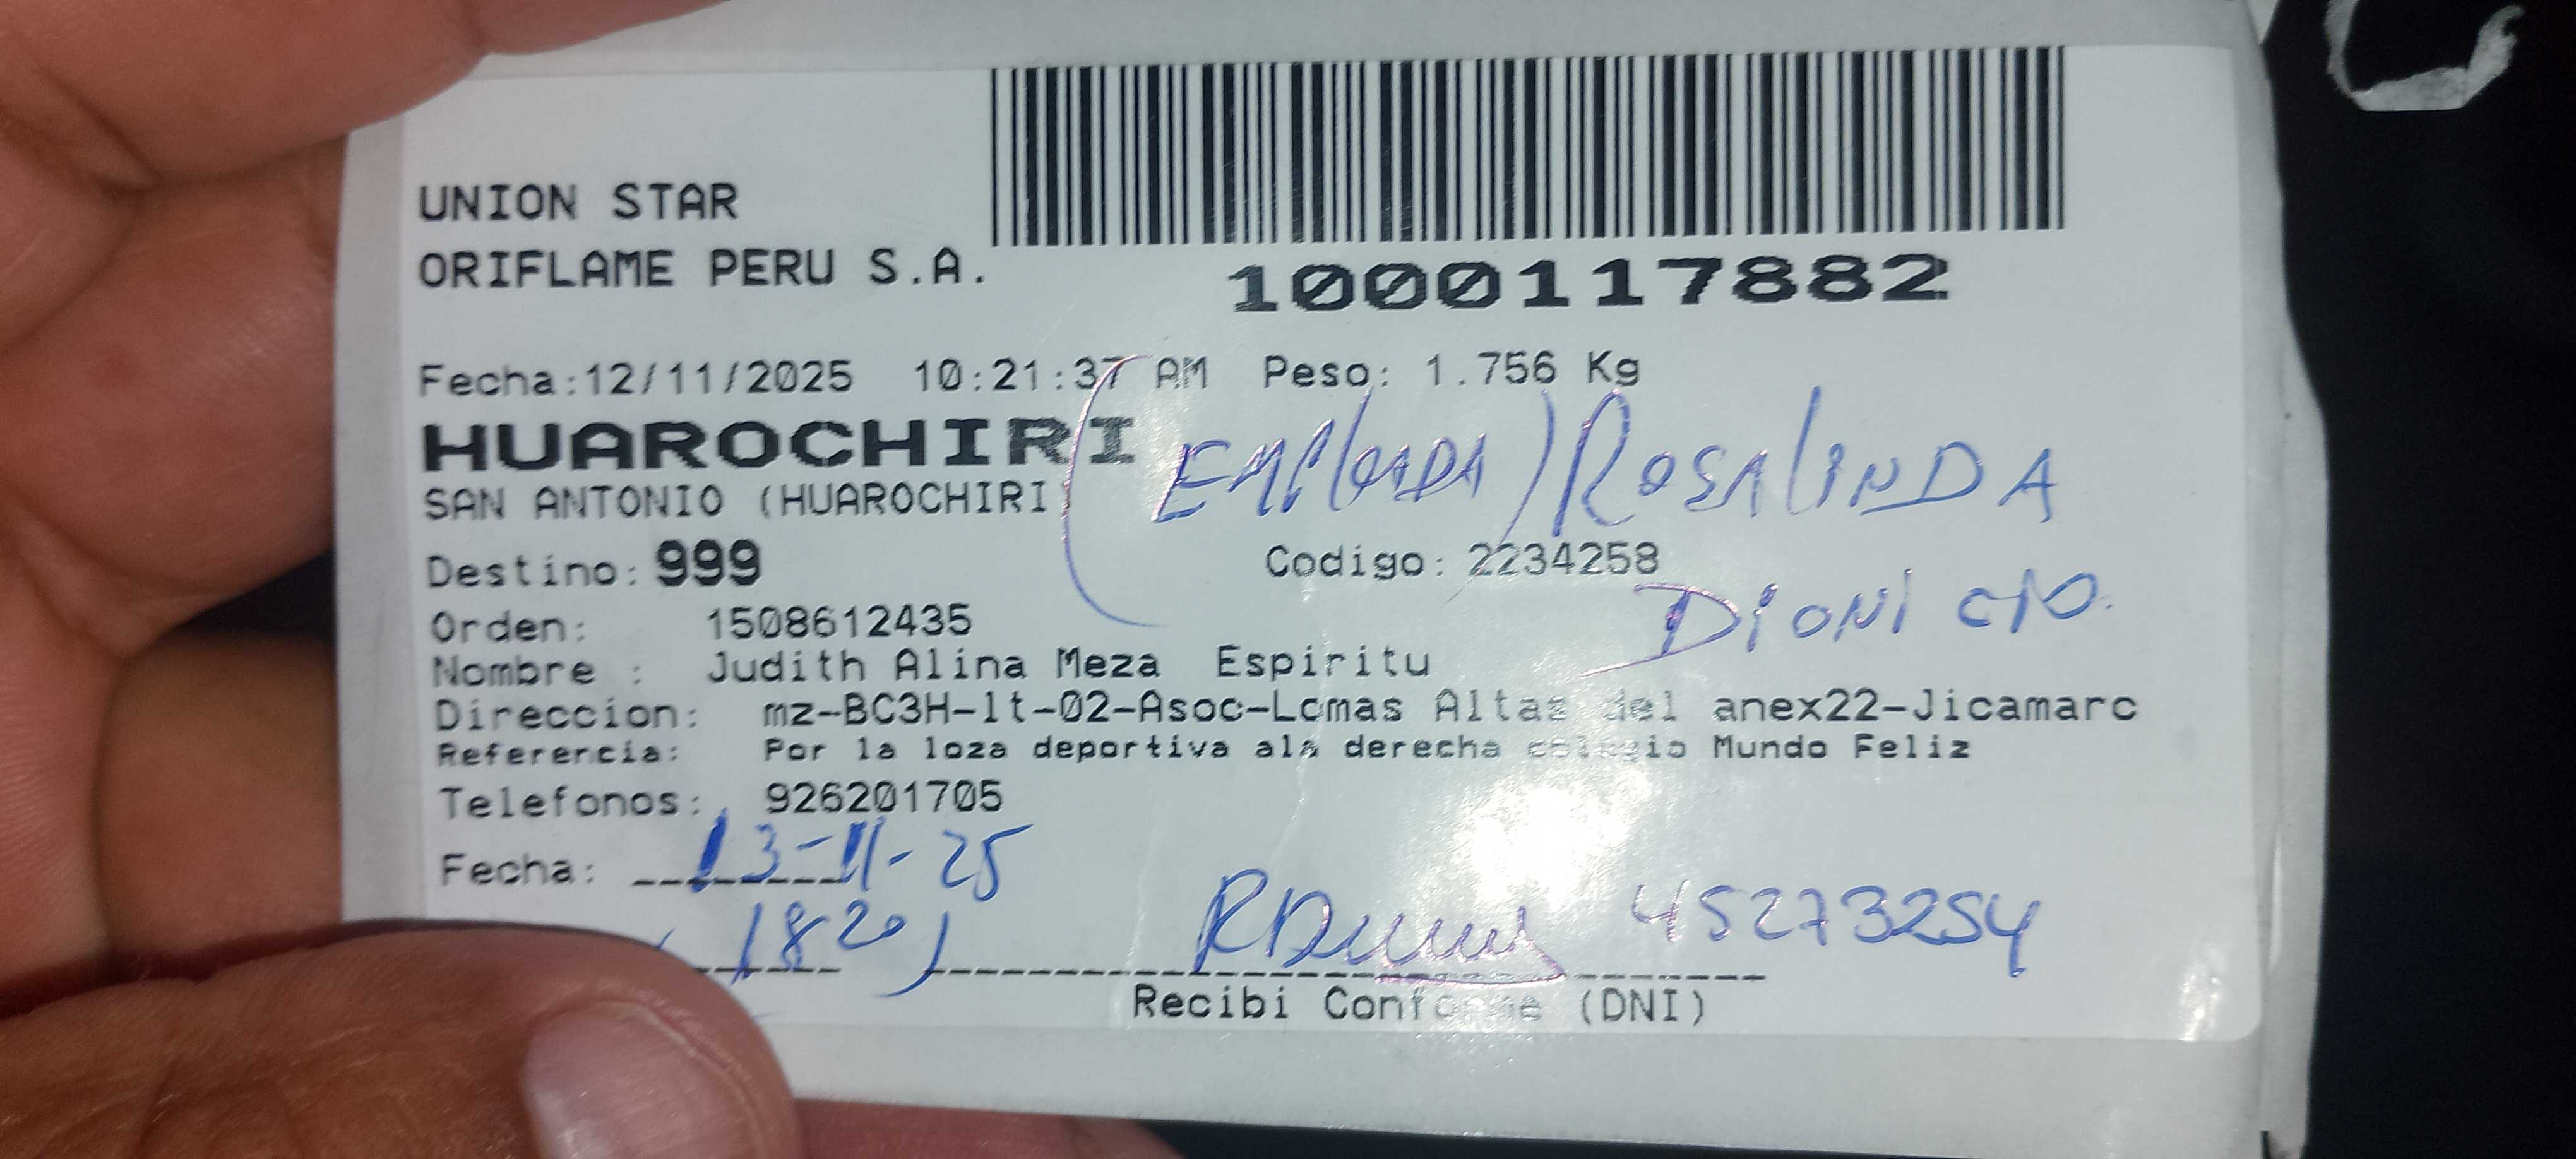 UNION STAR
ORIFLAME PERU S.A.
1000117882
Fecha:12/11/2025 10:21:37 AM Peso: 1.756 Kg
HUAROCHIRI
(EMPLEADA) ROSALINDA
SAN ANTONIO (HUAROCHIRI
Destino: 999 Codigo: 2234258
DIONICIO.
Orden: 1508612435
Nombre : Judith Alina Meza Espiritu
Direccion: mz-BC3H-lt-02-Asoc-Lomas Altas del anex22-Jicamarc
Referencia: Por la loza deportiva ala derecha colegio Mundo Feliz
Telefonos: 926201705
Fecha: 13-11-25
(1820) 45273254
Recibi Conforme (DNI)